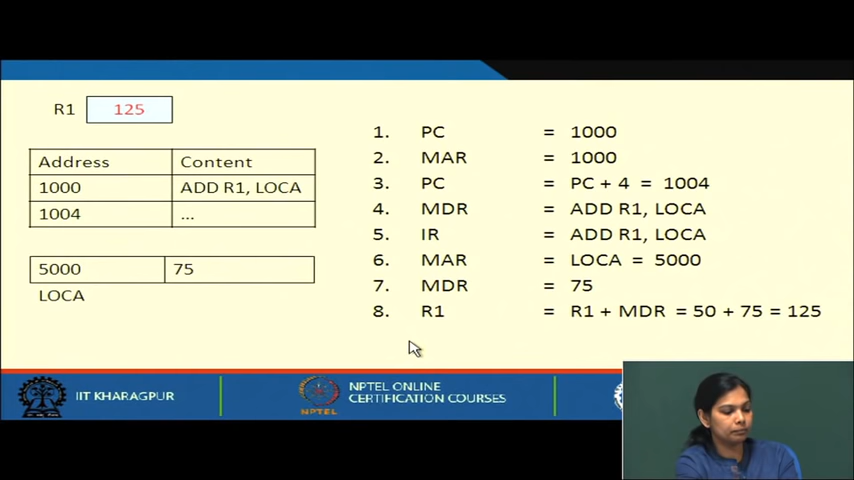 R1 125
Address Content
1000 ADD R1, LOCA
1004 ...
5000 75
LOCA
1. PC = 1000
2. MAR = 1000
3. PC = PC + 4 = 1004
4. MDR = ADD R1, LOCA
5. IR = ADD R1, LOCA
6. MAR = LOCA = 5000
7. MDR = 75
8. R1 = R1 + MDR = 50 + 75 = 125
IIT KHARAGPUR
NPTEL
NPTEL ONLINE
CERTIFICATION COURSES